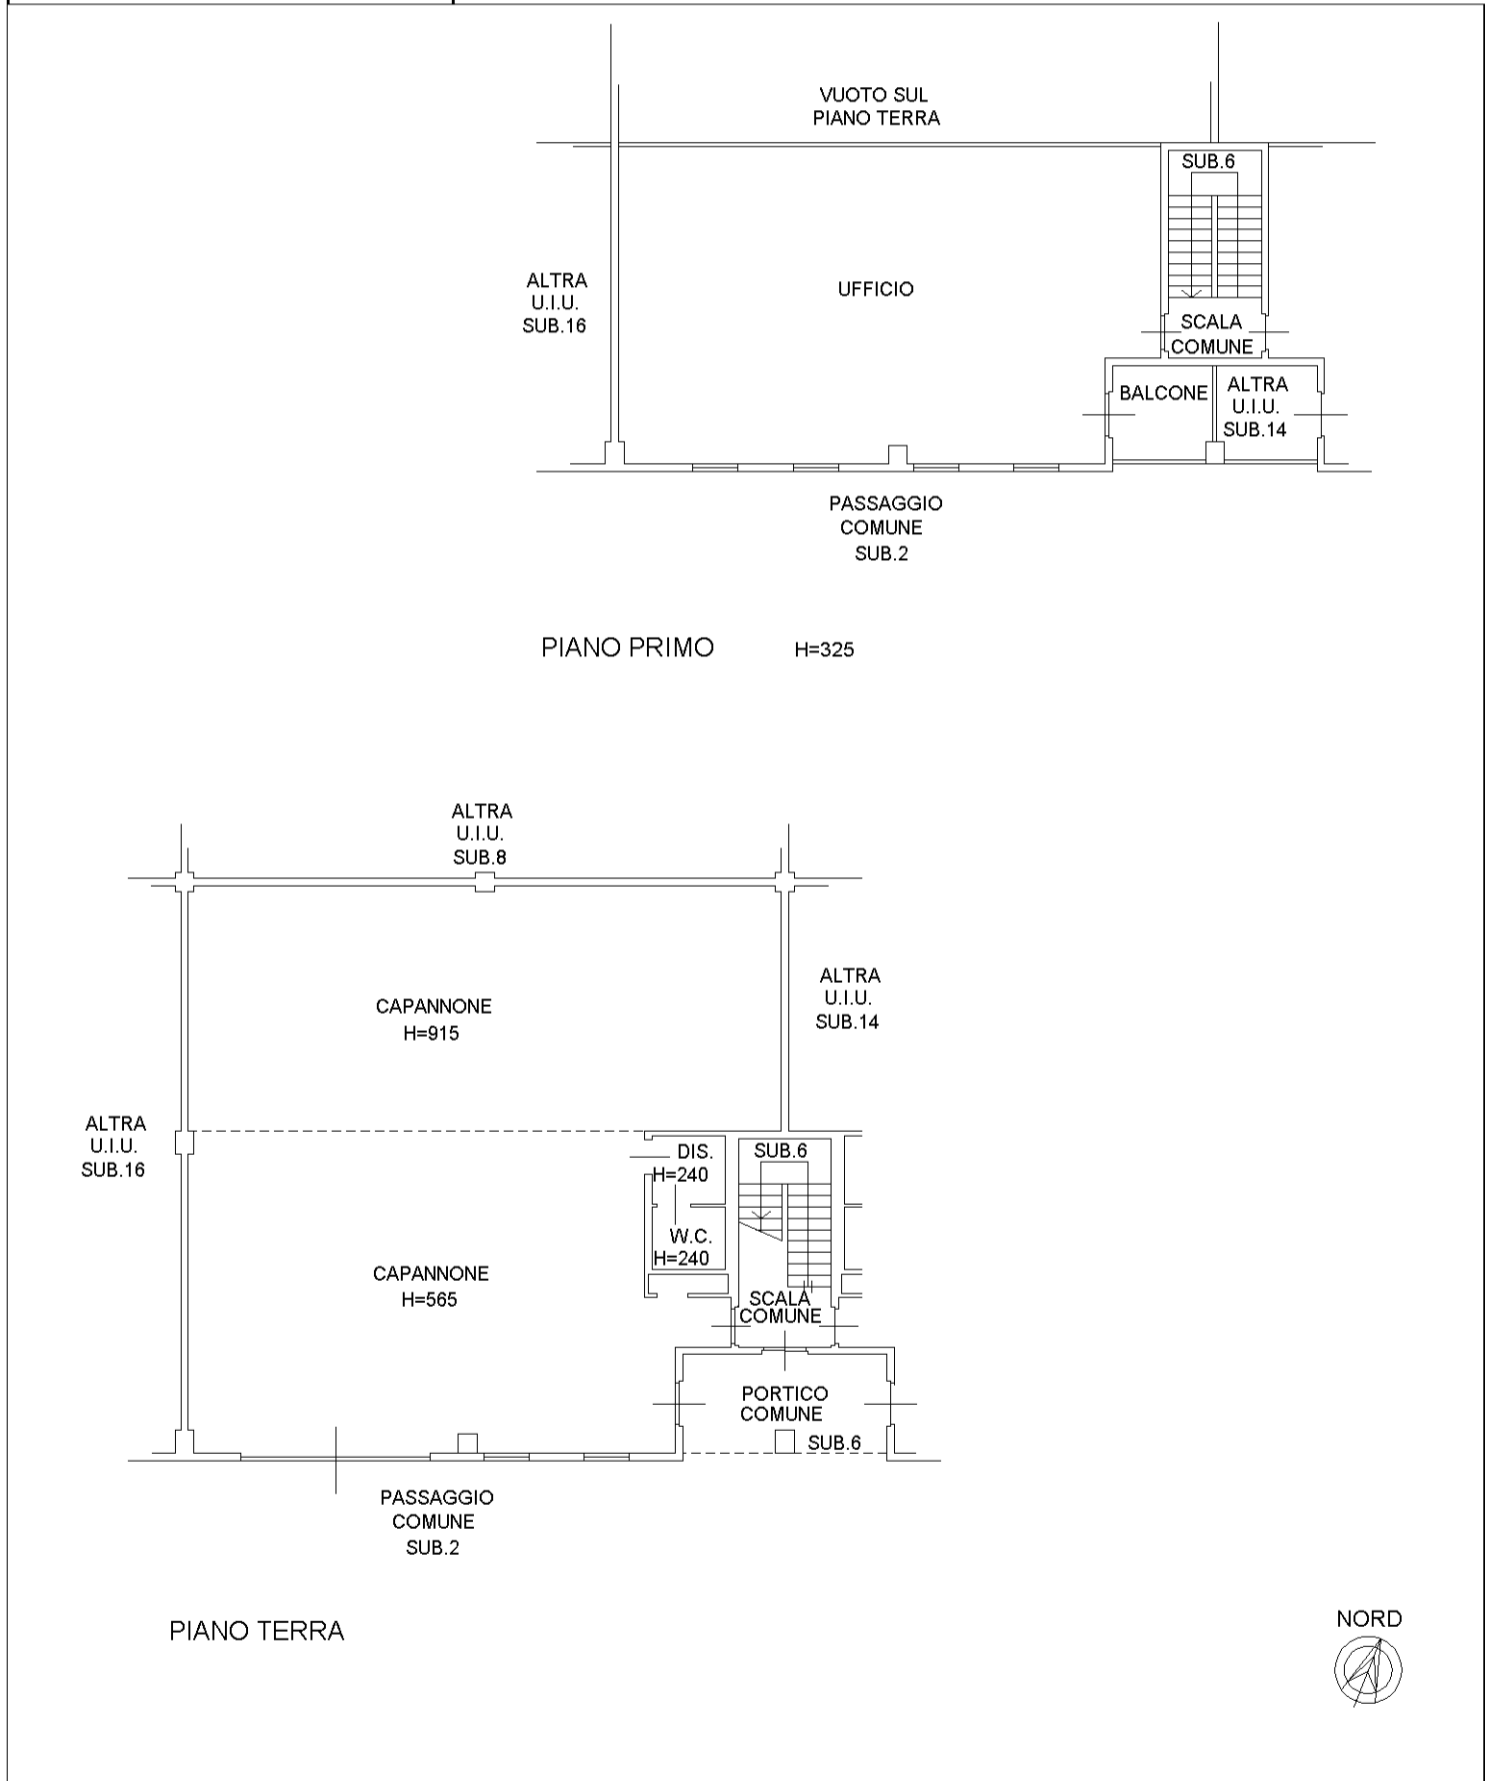 VUOTO SUL
PIANO TERRA
SUB.6
ALTRA
U.I.U.
SUB.16
UFFICIO
SCALA
COMUNE
BALCONE
ALTRA
U.I.U.
SUB.14
PASSAGGIO
COMUNE
SUB.2
PIANO PRIMO H=325
ALTRA
U.I.U.
SUB.8
CAPANNONE
H=915
ALTRA
U.I.U.
SUB.14
ALTRA
U.I.U.
SUB.16
DIS.
H=240
SUB.6
W.C.
H=240
CAPANNONE
H=565
SCALA
COMUNE
PORTICO
COMUNE
SUB.6
PASSAGGIO
COMUNE
SUB.2
PIANO TERRA
NORD